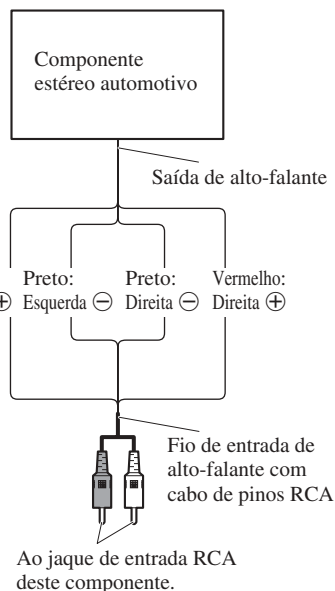 Componente
estéreo automotivo
Saída de alto-falante
Preto:
Esquerda ⊖
Preto:
Direita ⊖
Vermelho:
Direita ⊕
⊕
Fio de entrada de
alto-falante com
cabo de pinos RCA
Ao jaque de entrada RCA
deste componente.